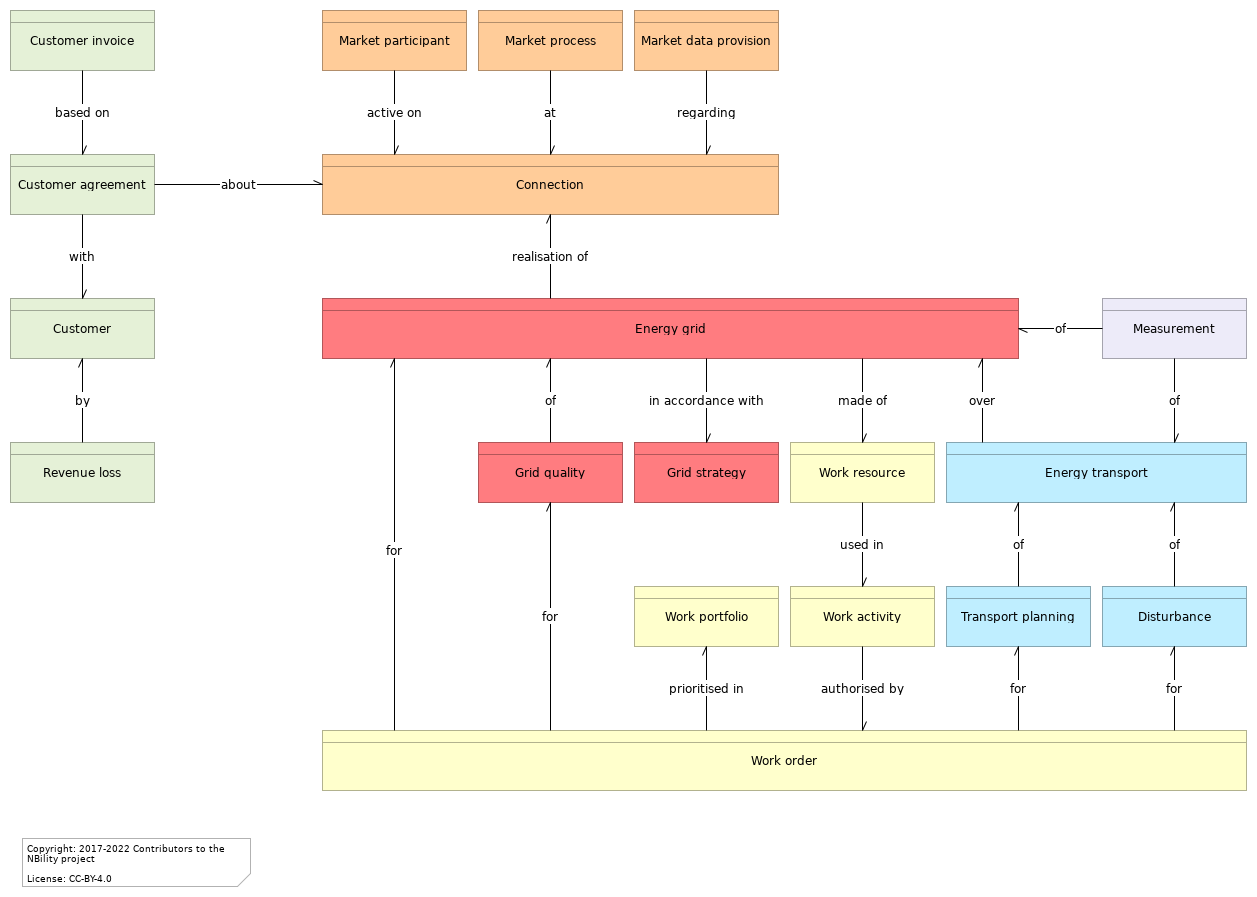 Customer invoice
Market participant
Market process
Market data provision
based on
active on
at
regarding
Customer agreement
about
Connection
with
realisation of
Customer
Energy grid
of
Measurement
by
of
in accordance with
made of
over
of
Revenue loss
Grid quality
Grid strategy
Work resource
Energy transport
for
used in
of
of
for
Work portfolio
Work activity
Transport planning
Disturbance
prioritised in
authorised by
for
for
Work order
Copyright: 2017-2022 Contributors to the
NBility project
License: CC-BY-4.0